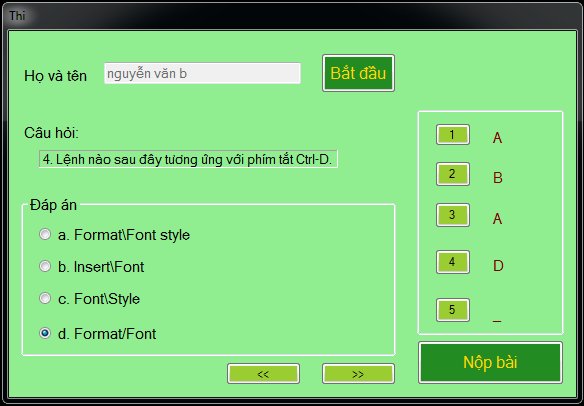 Thi
Họ và tên
nguyễn văn b
Bắt đầu
Câu hỏi:
4. Lệnh nào sau đây tương ứng với phím tắt Ctrl-D.
Đáp án
a. Format\Font style
b. Insert\Font
c. Font\Style
d. Format/Font
<<
>>
1 A
2 B
3 A
4 D
5 _
Nộp bài